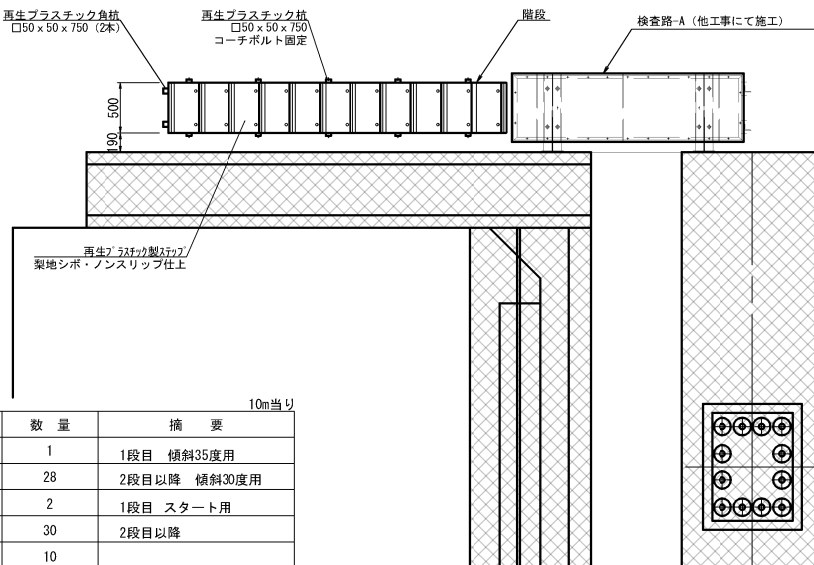 再生プラスチック角杭
□50ｘ50ｘ750（2本）
再生プラスチック杭
□50ｘ50ｘ750
コーチボルト固定
階段
検査路-A（他工事にて施工）
500
190
再生プラスチック製ステップ
梨地シボ・ノンスリップ仕上
10m当り
数　量　摘　要
1　1段目　傾斜35度用
28　2段目以降　傾斜30度用
2　1段目　スタート用
30　2段目以降
10